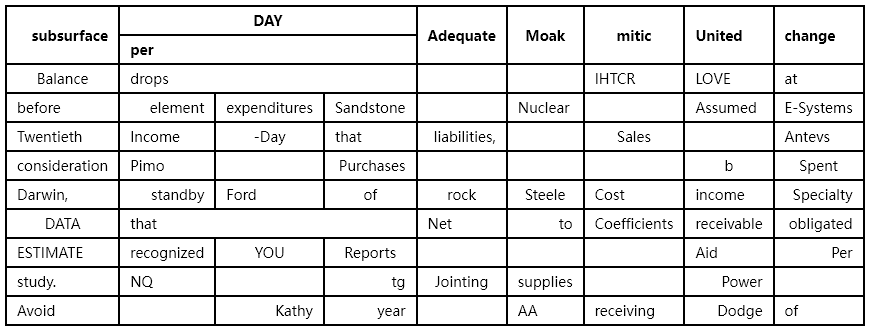 subsurface DAY Adequate Moak mitic United change
per
Balance drops IHTCR LOVE at
before element expenditures Sandstone Nuclear Assumed E-Systems
Twentieth Income -Day that liabilities, Sales Antevs
consideration Pimo Purchases b Spent
Darwin, standby Ford of rock Steele Cost income Specialty
DATA that Net to Coefficients receivable obligated
ESTIMATE recognized YOU Reports Aid Per
study. NQ tg Jointing supplies Power
Avoid Kathy year AA receiving Dodge of